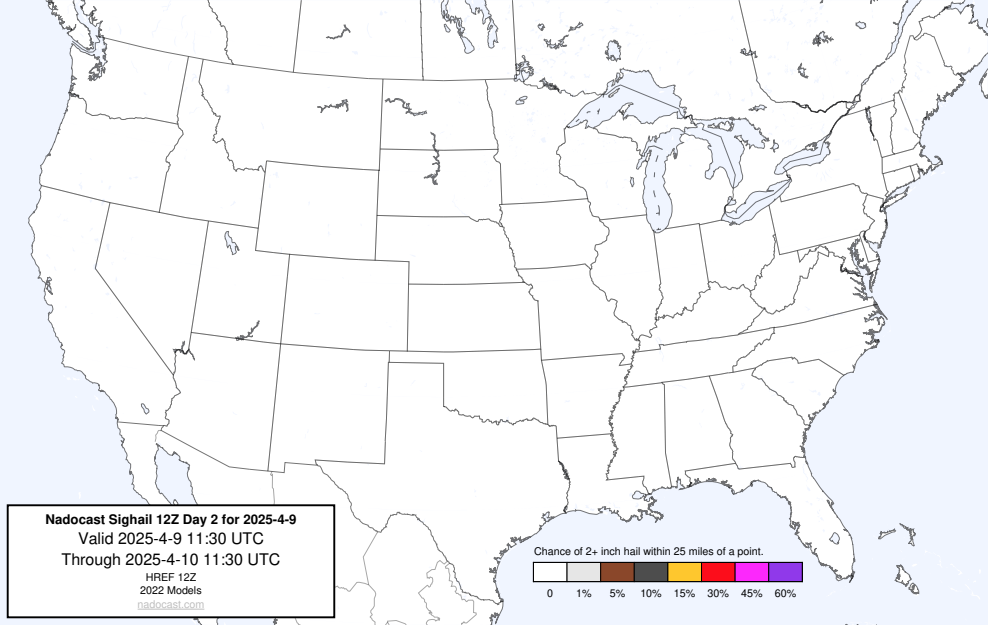 Nadocast Sighail 12Z Day 2 for 2025-4-9
Valid 2025-4-9 11:30 UTC
Through 2025-4-10 11:30 UTC
HREF 12Z
2022 Models
nadocast.com
Chance of 2+ inch hail within 25 miles of a point.
0 1% 5% 10% 15% 30% 45% 60%